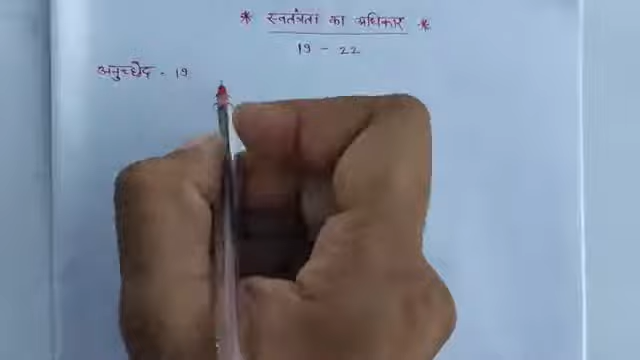 * स्वतंत्रता का अधिकार *
19 - 22
अनुच्छेद - 19